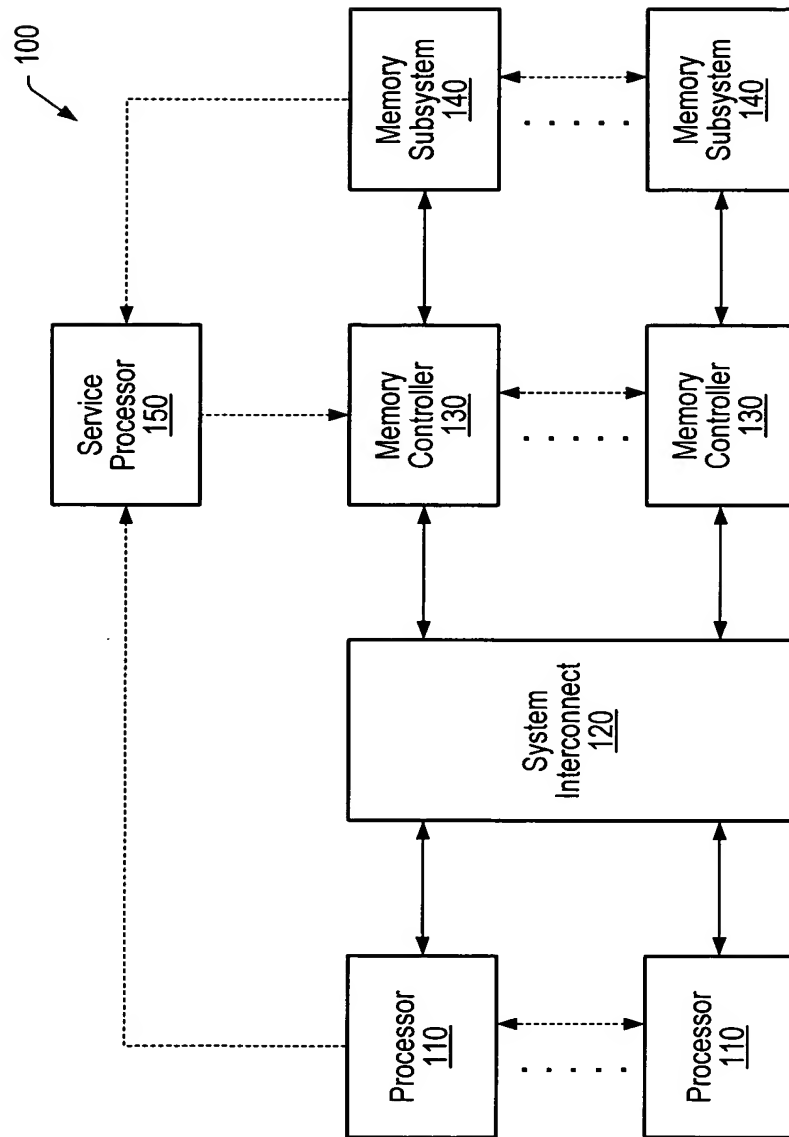 100
Service
Processor
150
Processor
110
Processor
110
System
Interconnect
120
Memory
Controller
130
Memory
Controller
130
Memory
Subsystem
140
Memory
Subsystem
140